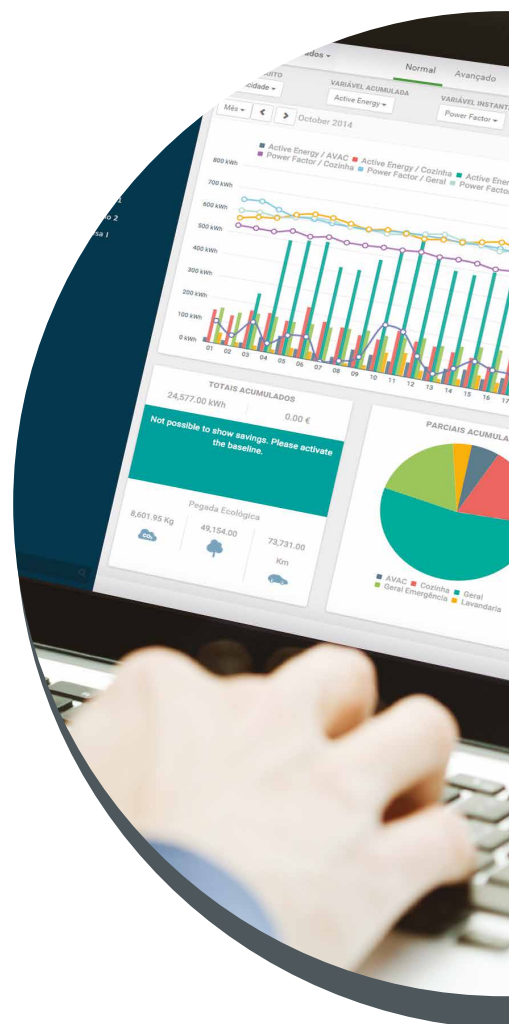 Normal Avançado
VARIÁVEL ACUMULADA
Active Energy
Power Factor
Mês
October 2014
Active Energy / AVAC Active Energy / Cozinha Active
Power Factor / Cozinha Power Factor / Geral Power
800 kWh
700 kWh
600 kWh
500 kWh
400 kWh
300 kWh
200 kWh
100 kWh
0 kWh
01 02 03 04 05 06 07 08 09 10 11 12 13 14 15 16
TOTAIS ACUMULADOS
24,577.00 kWh 0.00 €
Not possible to show savings. Please activate
the baseline.
Pegada Ecológica
8,601.95 Kg 49,154.00 73,731.00
Km
CO₂
PARCIAIS
AVAC Cozinha Geral
Geral Emergência Lavandaria